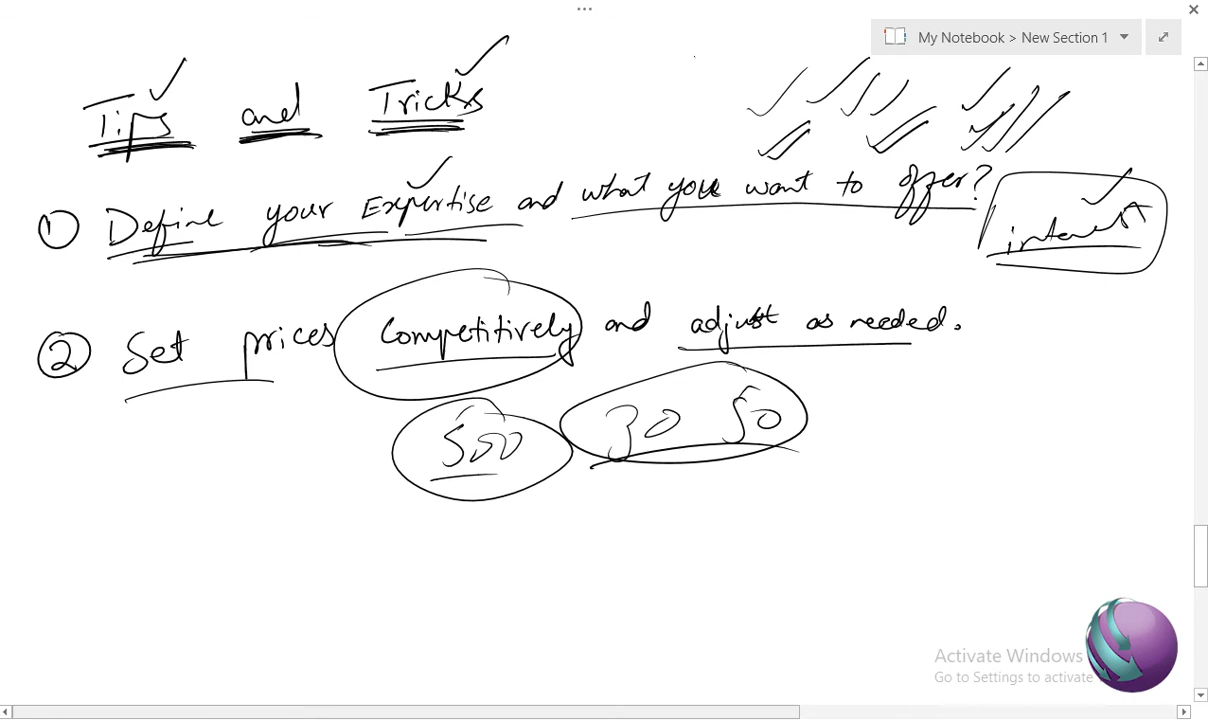 My Notebook > New Section 1
Tips and Tricks
① Define your Expertise and what you want to offer?
interest
② Set prices Competitively and adjust as needed.
500 30 50
Activate Windows
Go to Settings to activate